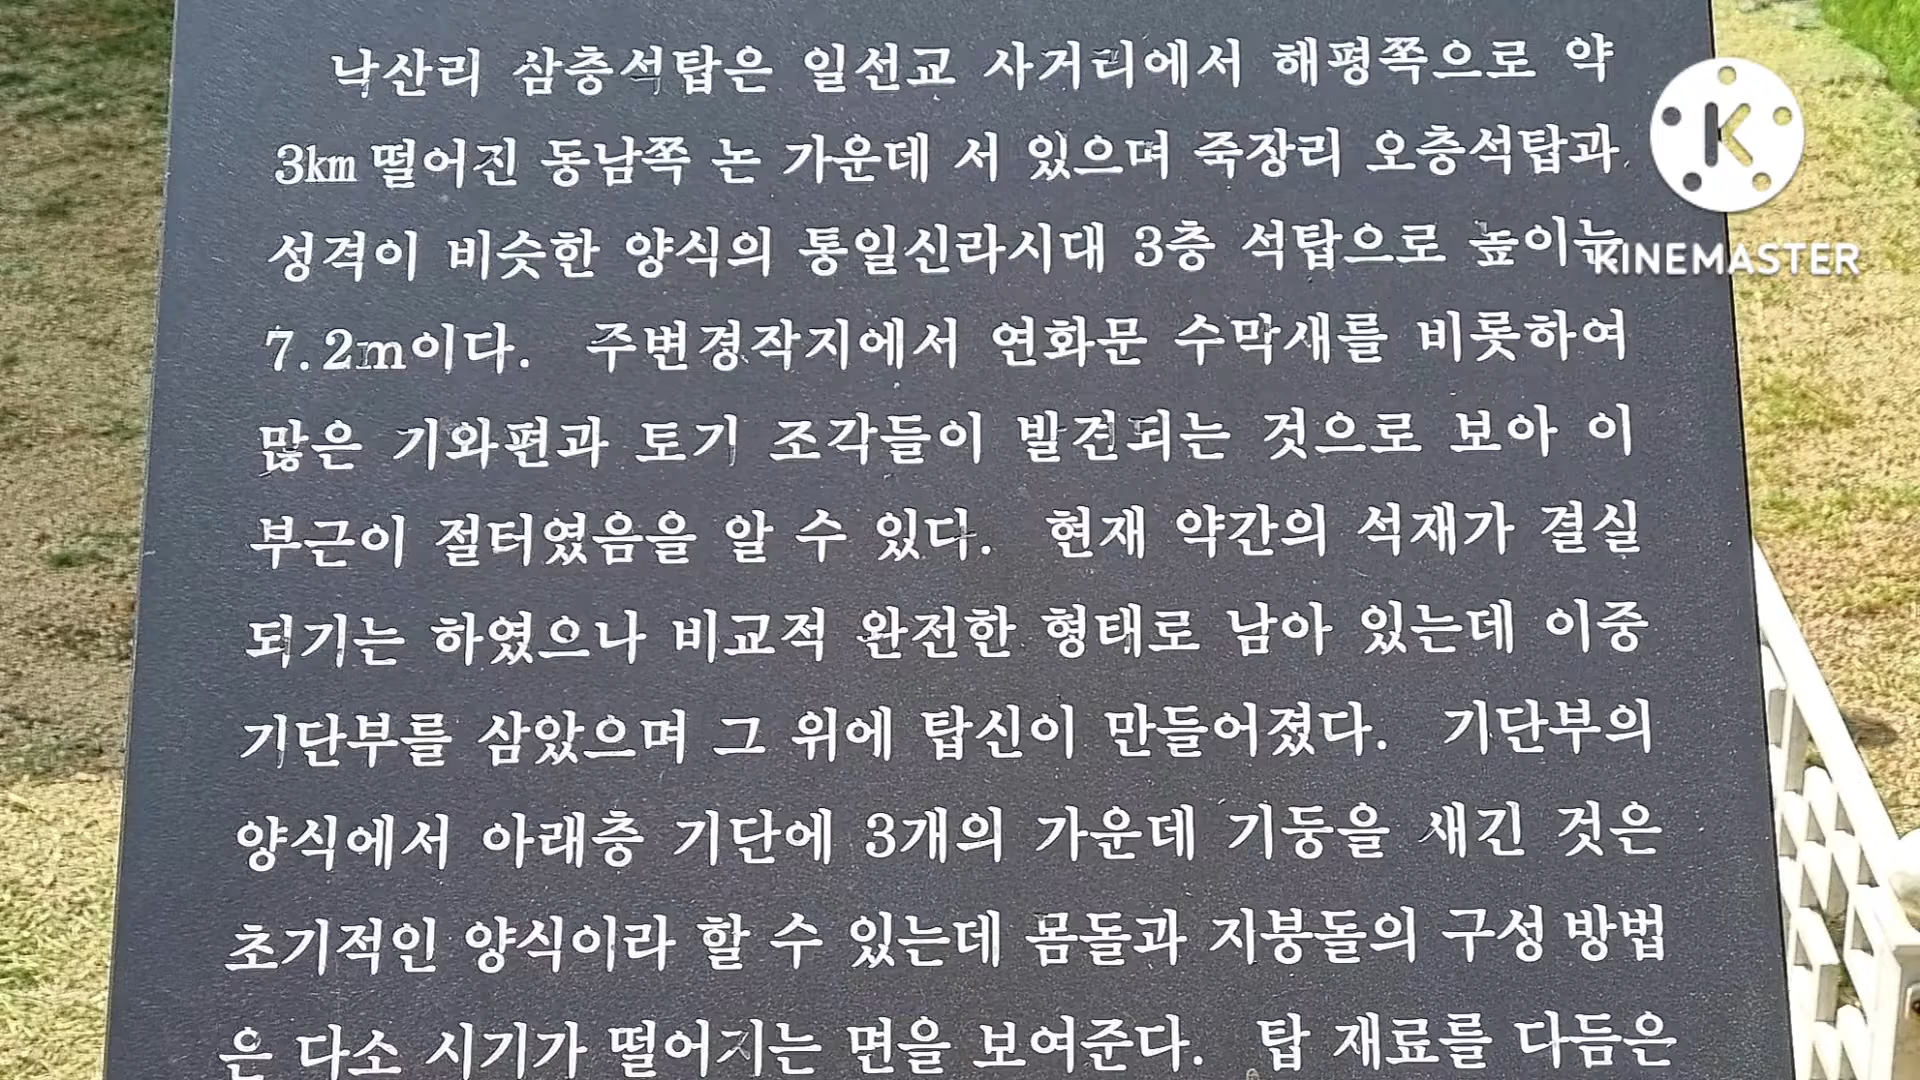 낙산리 삼층석탑은 일선교 사거리에서 해평쪽으로 약
3㎞ 떨어진 동남쪽 논 가운데 서 있으며 죽장리 오층석탑과
성격이 비슷한 양식의 통일신라시대 3층 석탑으로 높이는
KINEMASTER
7.2m이다. 주변경작지에서 연화문 수막새를 비롯하여
많은 기와편과 토기 조각들이 발견되는 것으로 보아 이
부근이 절터였음을 알 수 있다. 현재 약간의 석재가 결실
되기는 하였으나 비교적 완전한 형태로 남아 있는데 이중
기단부를 삼았으며 그 위에 탑신이 만들어졌다. 기단부의
양식에서 아래층 기단에 3개의 가운데 기둥을 새긴 것은
초기적인 양식이라 할 수 있는데 몸돌과 지붕돌의 구성 방법
은 다소 시기가 떨어지는 면을 보여준다. 탑 재료를 다듬은